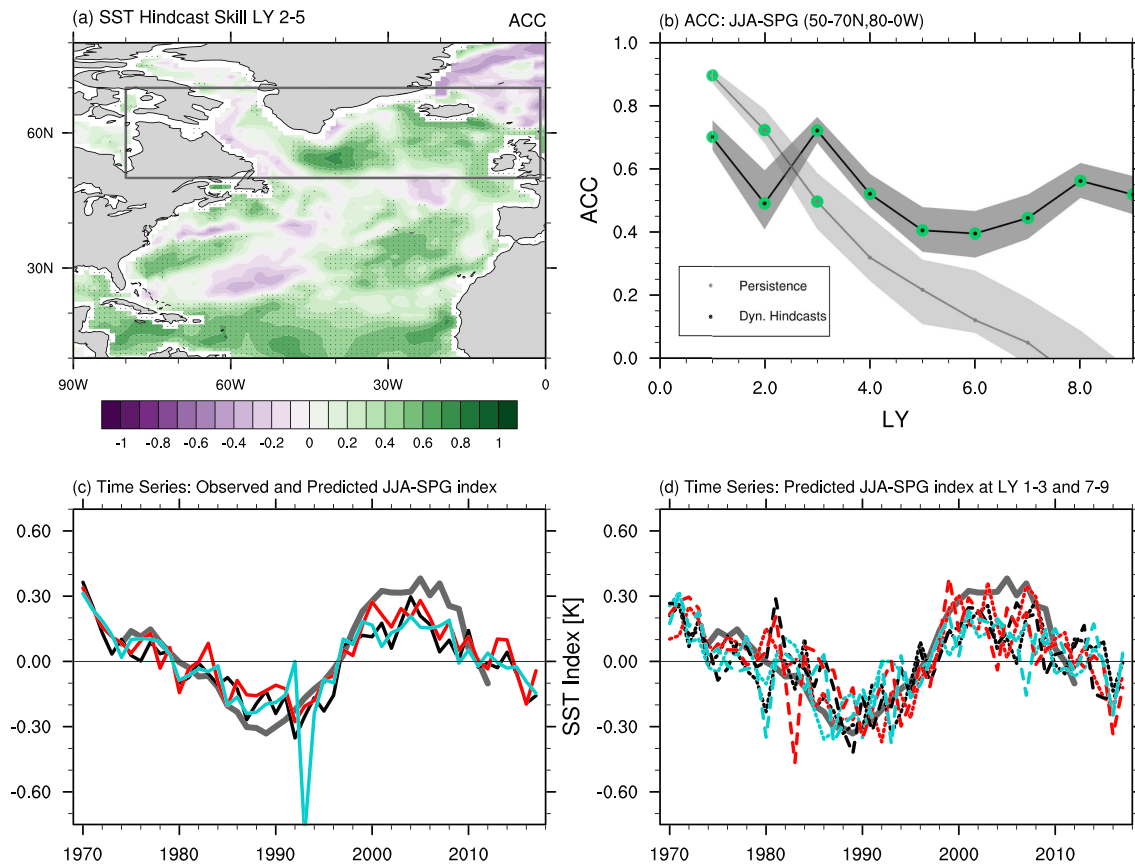 (a) SST Hindcast Skill LY 2-5
ACC
60N
30N
90W 60W 30W 0
-1 -0.8 -0.6 -0.4 -0.2 0 0.2 0.4 0.6 0.8 1
(b) ACC: JJA-SPG (50-70N,80-0W)
1.0
0.8
0.6
0.4
0.2
0.0
ACC
Persistence
Dyn. Hindcasts
0.0 2.0 4.0 6.0 8.0
LY
(c) Time Series: Observed and Predicted JJA-SPG index
0.60
0.30
0.00
-0.30
-0.60
1970 1980 1990 2000 2010
(d) Time Series: Predicted JJA-SPG index at LY 1-3 and 7-9
SST Index [K]
0.60
0.30
0.00
-0.30
-0.60
1970 1980 1990 2000 2010